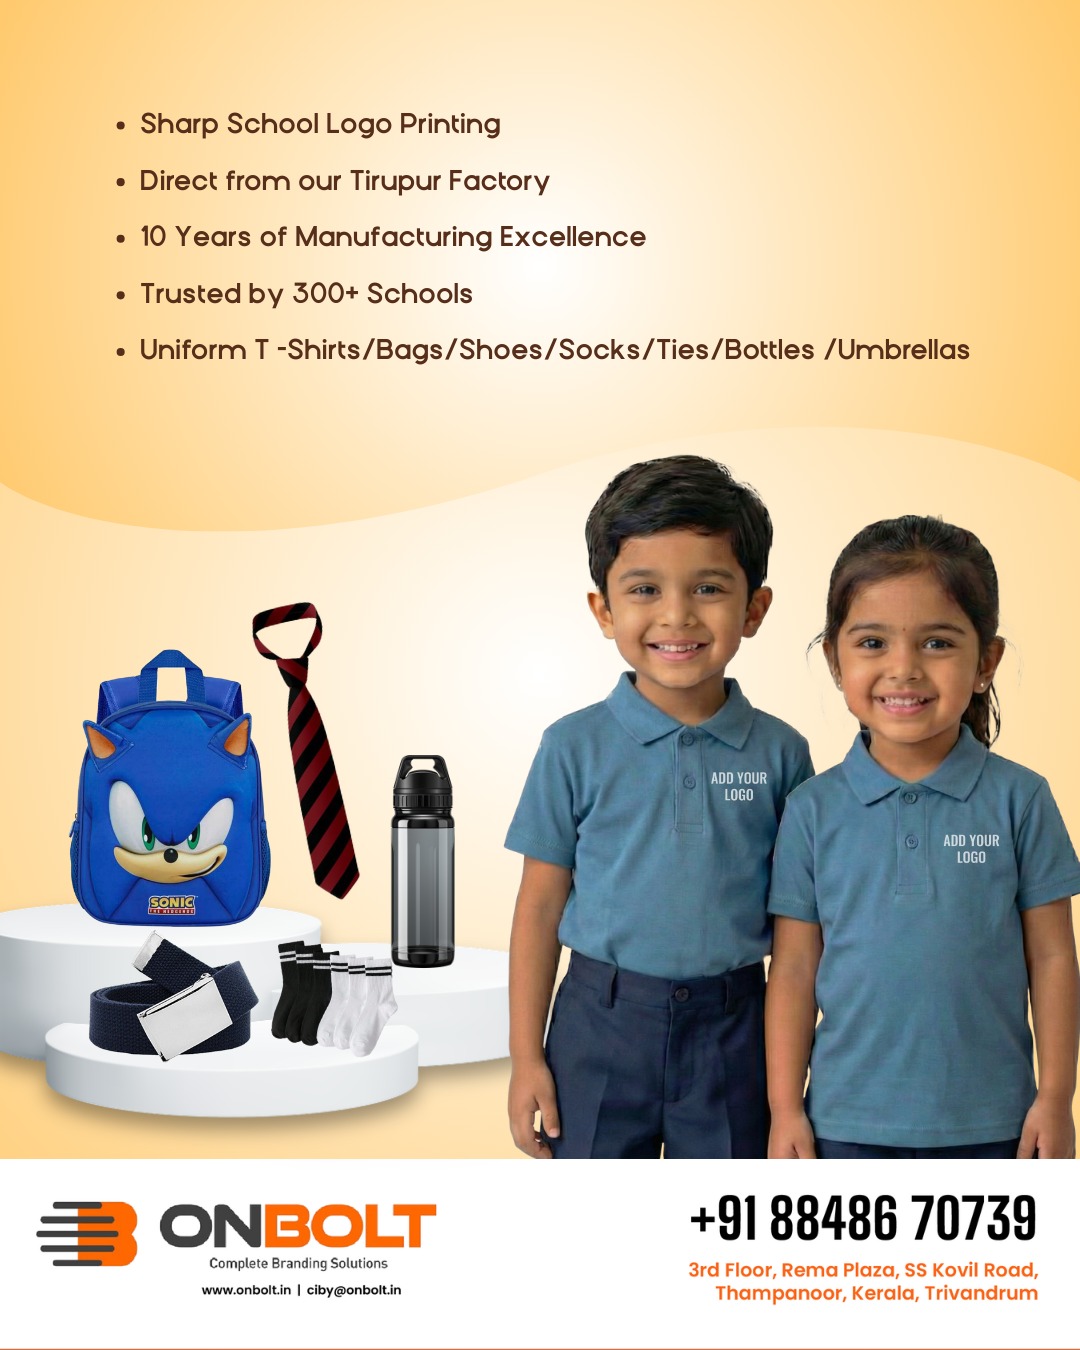 • Sharp School Logo Printing
• Direct from our Tirupur Factory
• 10 Years of Manufacturing Excellence
• Trusted by 300+ Schools
• Uniform T -Shirts/Bags/Shoes/Socks/Ties/Bottles /Umbrellas
ADD YOUR
LOGO
ADD YOUR
LOGO
SONIC
THE HEDGEHOG
ONBOLT
Complete Branding Solutions
www.onbolt.in | ciby@onbolt.in
+91 88486 70739
3rd Floor, Rema Plaza, SS Kovil Road,
Thampanoor, Kerala, Trivandrum